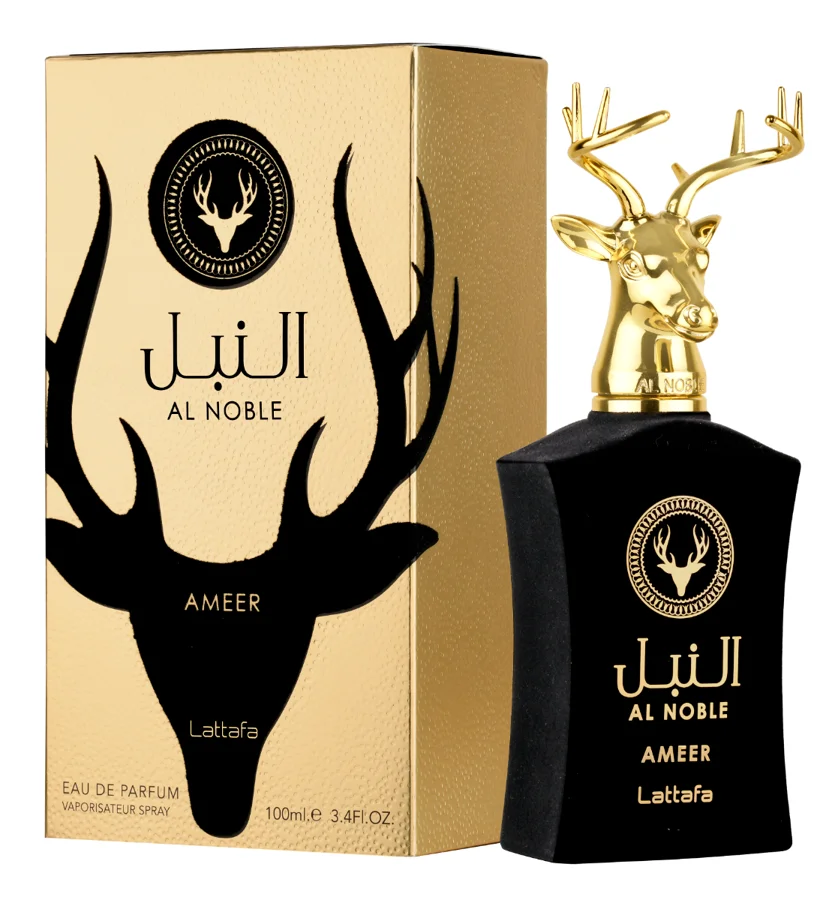 النبل
AL NOBLE
AMEER
Lattafa
EAU DE PARFUM
VAPORISATEUR SPRAY
100ml.e 3.4Fl.OZ.
AL NOBLE
النبل
AL NOBLE
AMEER
Lattafa